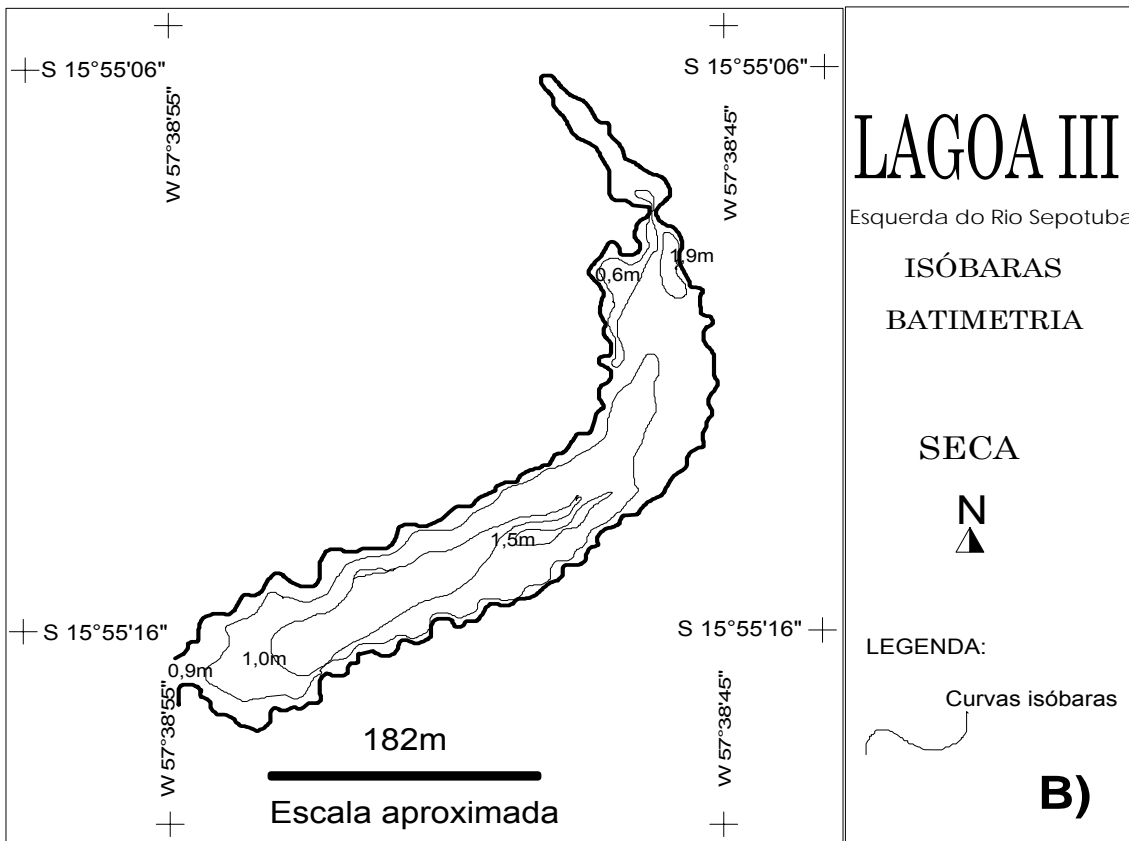 S 15°55'06"
S 15°55'06"
W 57°38'55"
W 57°38'45"
1,9m
0,6m
1,5m
S 15°55'16"
S 15°55'16"
1,0m
0,9m
W 57°38'55"
W 57°38'45"
182m
Escala aproximada
LAGOA III
Esquerda do Rio Sepotuba
ISÓBARAS
BATIMETRIA
SECA
N
LEGENDA:
Curvas isóbaras
B)